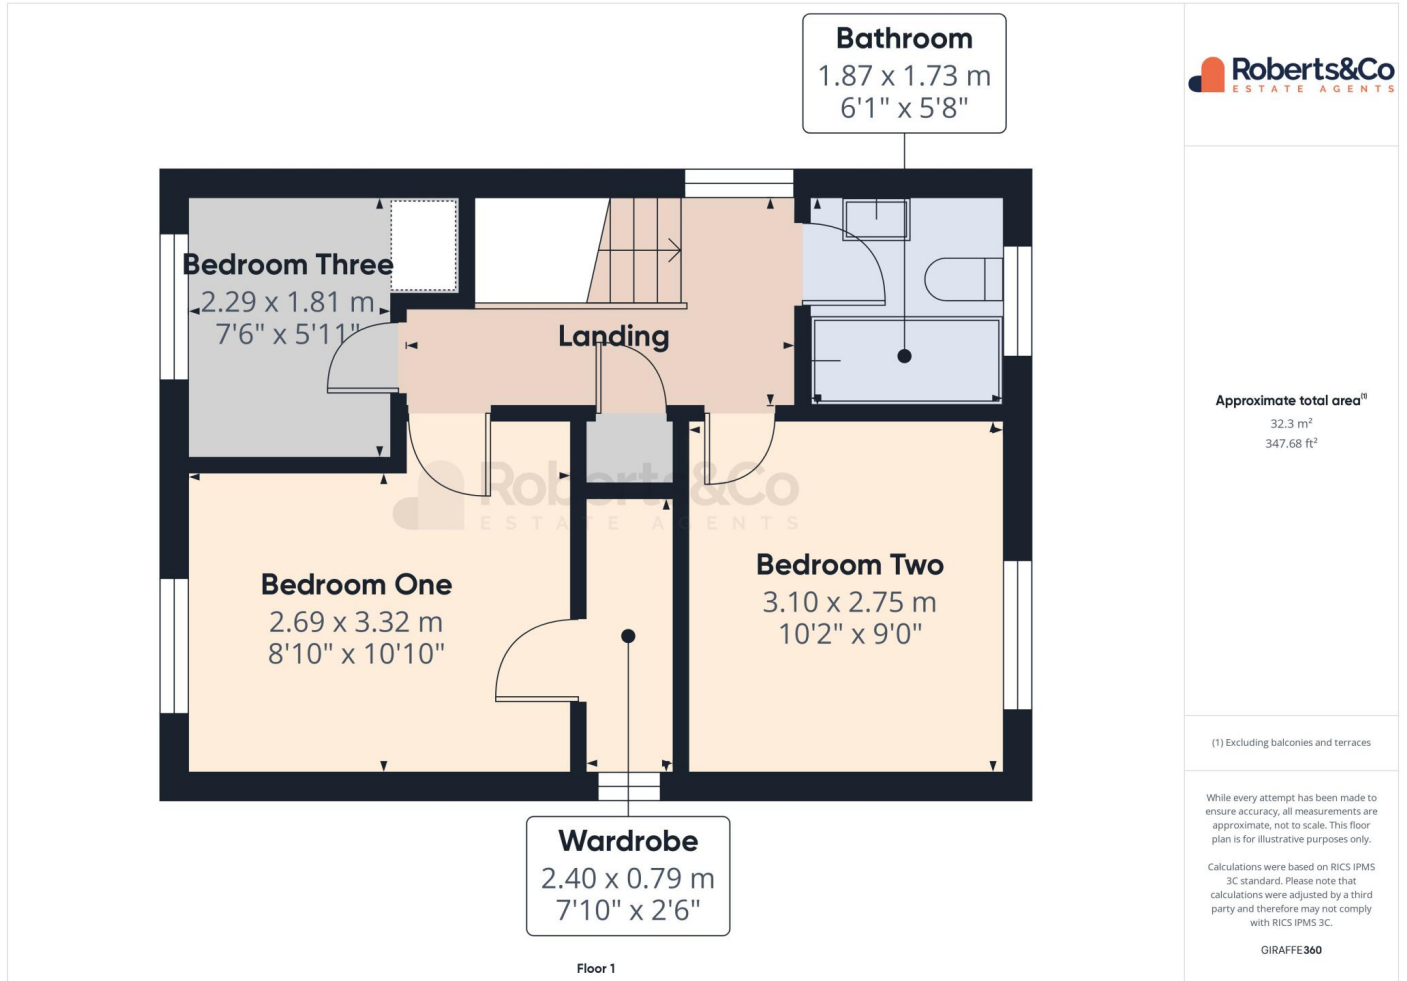 Bathroom
1.87 x 1.73 m
6'1" x 5'8"
Bedroom Three
2.29 x 1.81 m
7'6" x 5'11"
Landing
Roberts&Co
ESTATE AGENTS
Bedroom One
2.69 x 3.32 m
8'10" x 10'10"
Bedroom Two
3.10 x 2.75 m
10'2" x 9'0"
Wardrobe
2.40 x 0.79 m
7'10" x 2'6"
Floor 1
Roberts&Co
ESTATE AGENTS
Approximate total area(1)
32.3 m²
347.68 ft²
(1) Excluding balconies and terraces
While every attempt has been made to
ensure accuracy, all measurements are
approximate, not to scale. This floor
plan is for illustrative purposes only.
Calculations were based on RICS IPMS
3C standard. Please note that
calculations were adjusted by a third
party and therefore may not comply
with RICS IPMS 3C.
GIRAFFE360